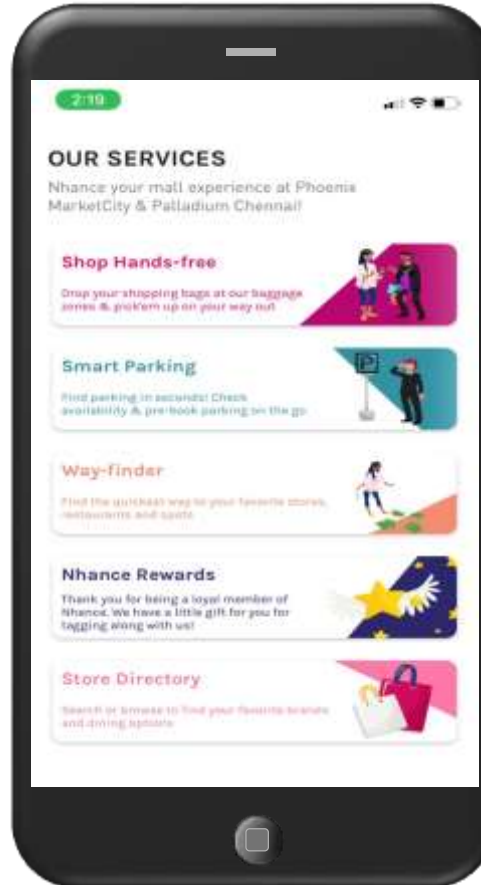 2:19
OUR SERVICES
Nhance your mall experience at Phoenix
MarketCity & Palladium Chennai!
Shop Hands-free
Drop your shopping bags at our baggage
zones & pick'em up on your way out
Smart Parking
P
Find parking in seconds! Check
availability & pre-book parking on the go
Way-finder
Find the quickest way to your favorite stores,
restaurants and spots
Nhance Rewards
Thank you for being a loyal member of
Nhance. We have a little gift for you for
tagging along with us!
Store Directory
Search or browse to find your favorite brands
and dining options